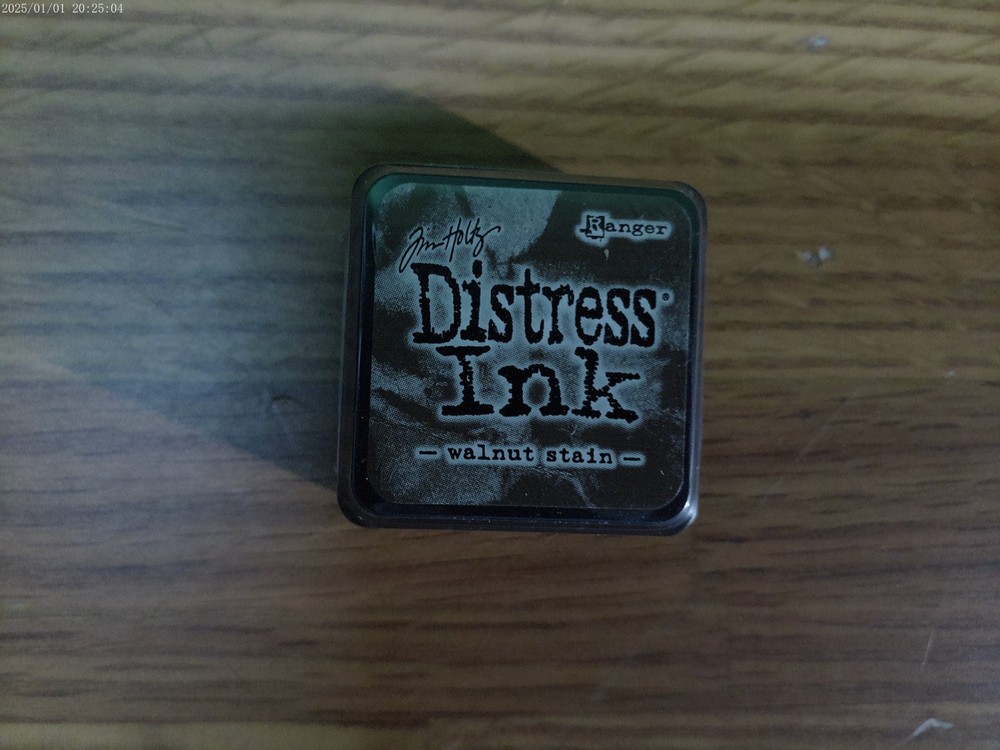 2025/01/01 20:25:04
Tim Holtz
Ranger
Distress®
Ink
— walnut stain —